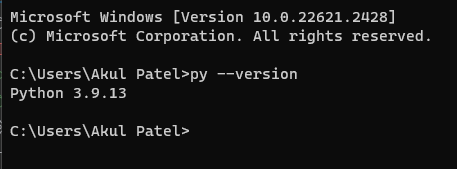 Microsoft Windows [Version 10.0.22621.2428]
(c) Microsoft Corporation. All rights reserved.
C:\Users\Akul Patel>py --version
Python 3.9.13
C:\Users\Akul Patel>